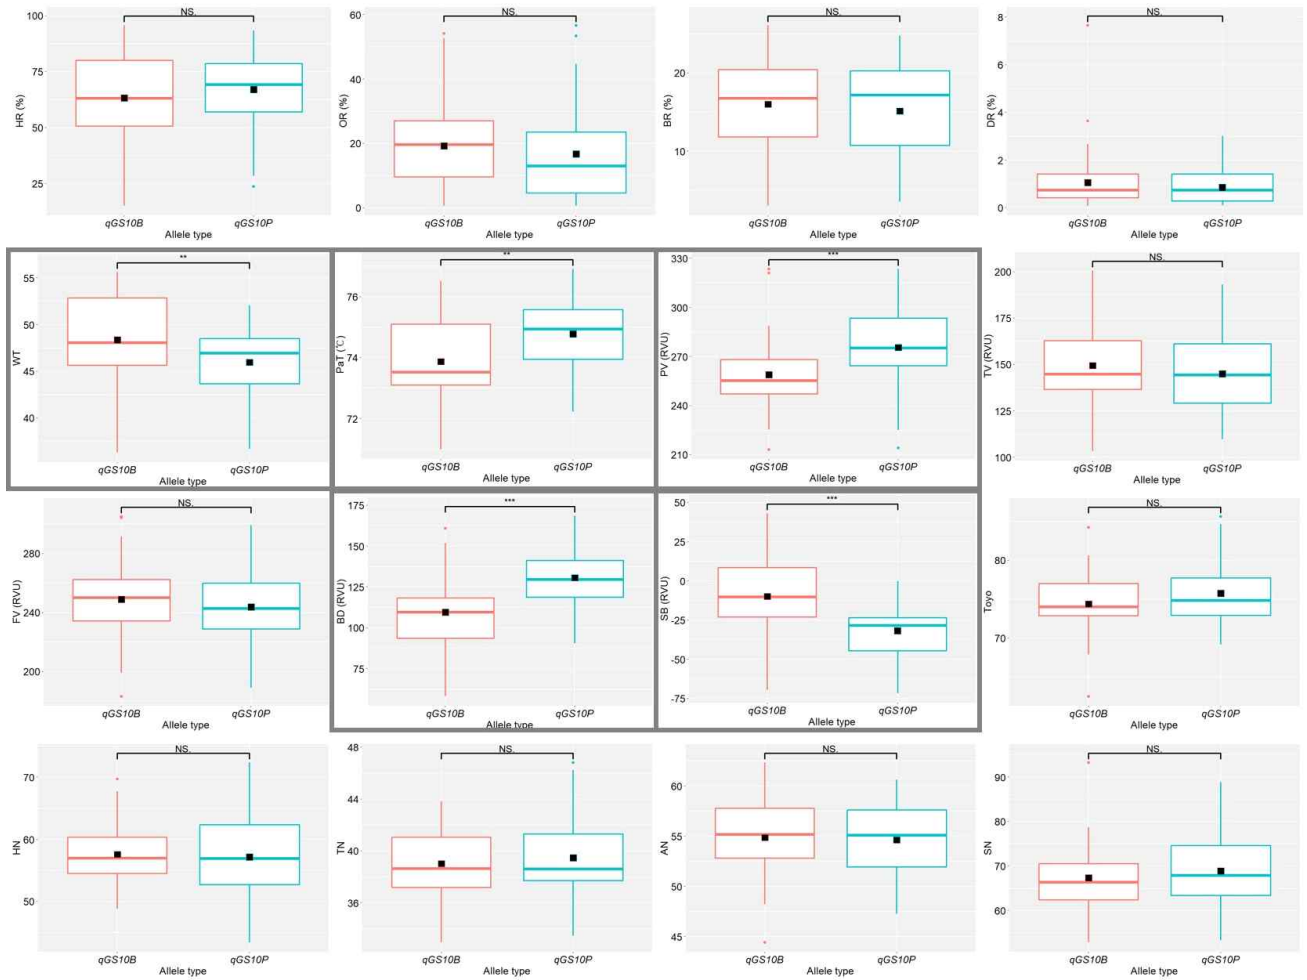 NS.
HR (%)
100
75
50
25
qGS10B qGS10P
Allele type
NS.
OR (%)
60
40
20
0
qGS10B qGS10P
Allele type
NS.
BR (%)
20
10
qGS10B qGS10P
Allele type
NS.
DR (%)
8
6
4
2
0
qGS10B qGS10P
Allele type
**
WT
55
50
45
40
qGS10B qGS10P
Allele type
**
PaT (℃)
76
74
72
qGS10B qGS10P
Allele type
***
PV (RVU)
330
300
270
240
210
qGS10B qGS10P
Allele type
NS.
TV (RVU)
200
175
150
125
100
qGS10B qGS10P
Allele type
NS.
FV (RVU)
280
240
200
qGS10B qGS10P
Allele type
***
BD (RVU)
175
150
125
100
75
qGS10B qGS10P
Allele type
***
SB (RVU)
50
25
0
-25
-50
-75
qGS10B qGS10P
Allele type
NS.
Toyo
80
70
qGS10B qGS10P
Allele type
NS.
HN
70
60
50
qGS10B qGS10P
Allele type
NS.
TN
48
44
40
36
qGS10B qGS10P
Allele type
NS.
AN
60
55
50
45
qGS10B qGS10P
Allele type
NS.
SN
90
80
70
60
qGS10B qGS10P
Allele type